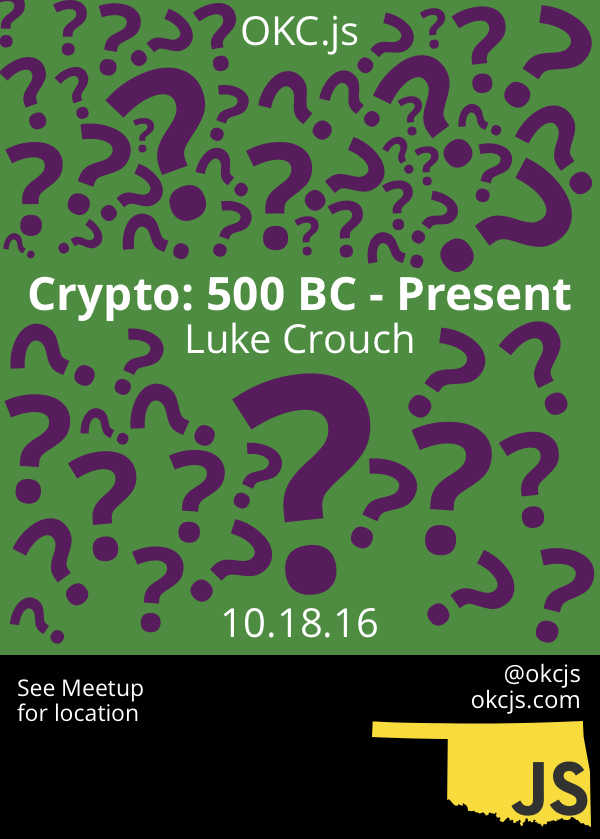 OKC.js
Crypto: 500 BC - Present
Luke Crouch
10.18.16
See Meetup
for location
@okcjs
okcjs.com
JS